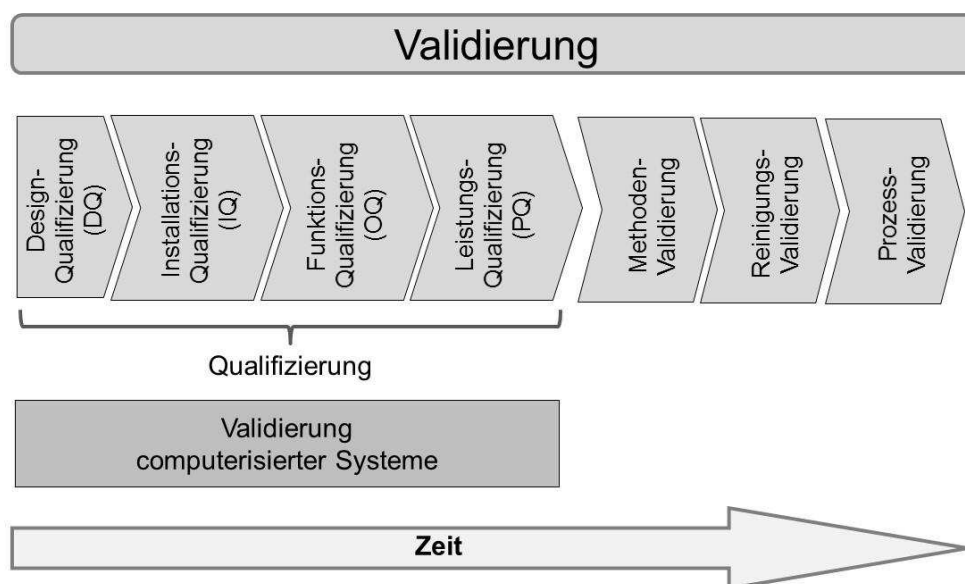 Validierung
Design-
Qualifizierung
(DQ)
Installations-
Qualifizierung
(IQ)
Funktions-
Qualifizierung
(OQ)
Leistungs-
Qualifizierung
(PQ)
Methoden-
Validierung
Reinigungs-
Validierung
Prozess-
Validierung
Qualifizierung
Validierung
computerisierter Systeme
Zeit